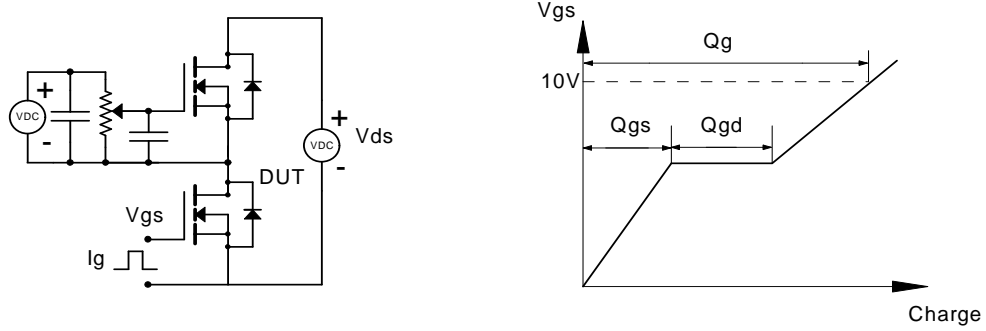 +
VDC
-
+
VDC
-
Vds
DUT
Vgs
Ig
Vgs
Qg
10V
Qgs
Qgd
Charge